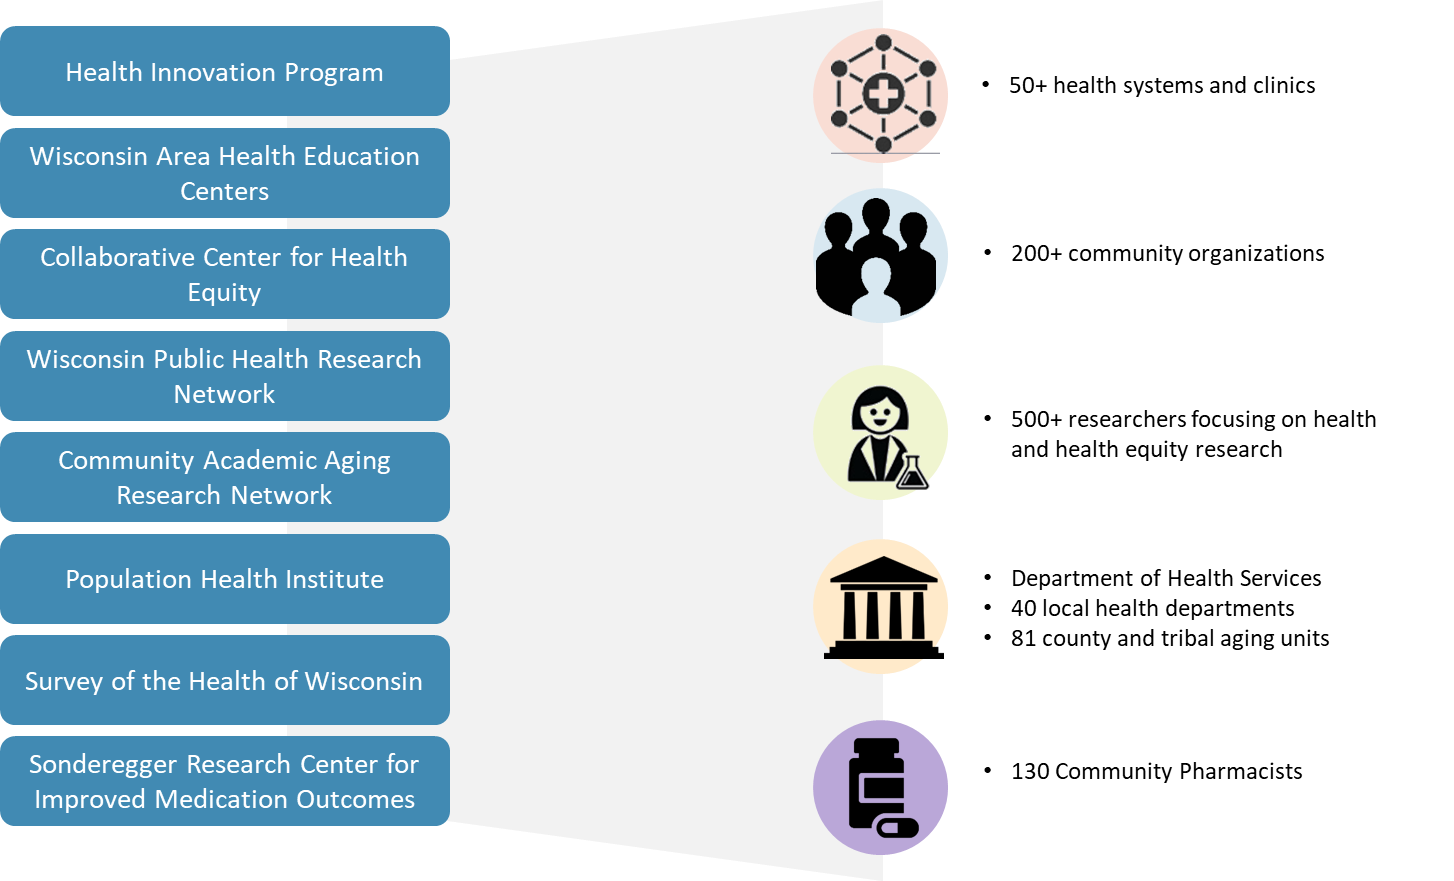 Health Innovation Program
Wisconsin Area Health Education
Centers
Collaborative Center for Health
Equity
Wisconsin Public Health Research
Network
Community Academic Aging
Research Network
Population Health Institute
Survey of the Health of Wisconsin
Sonderegger Research Center for
Improved Medication Outcomes
• 50+ health systems and clinics
• 200+ community organizations
• 500+ researchers focusing on health
and health equity research
• Department of Health Services
• 40 local health departments
• 81 county and tribal aging units
• 130 Community Pharmacists